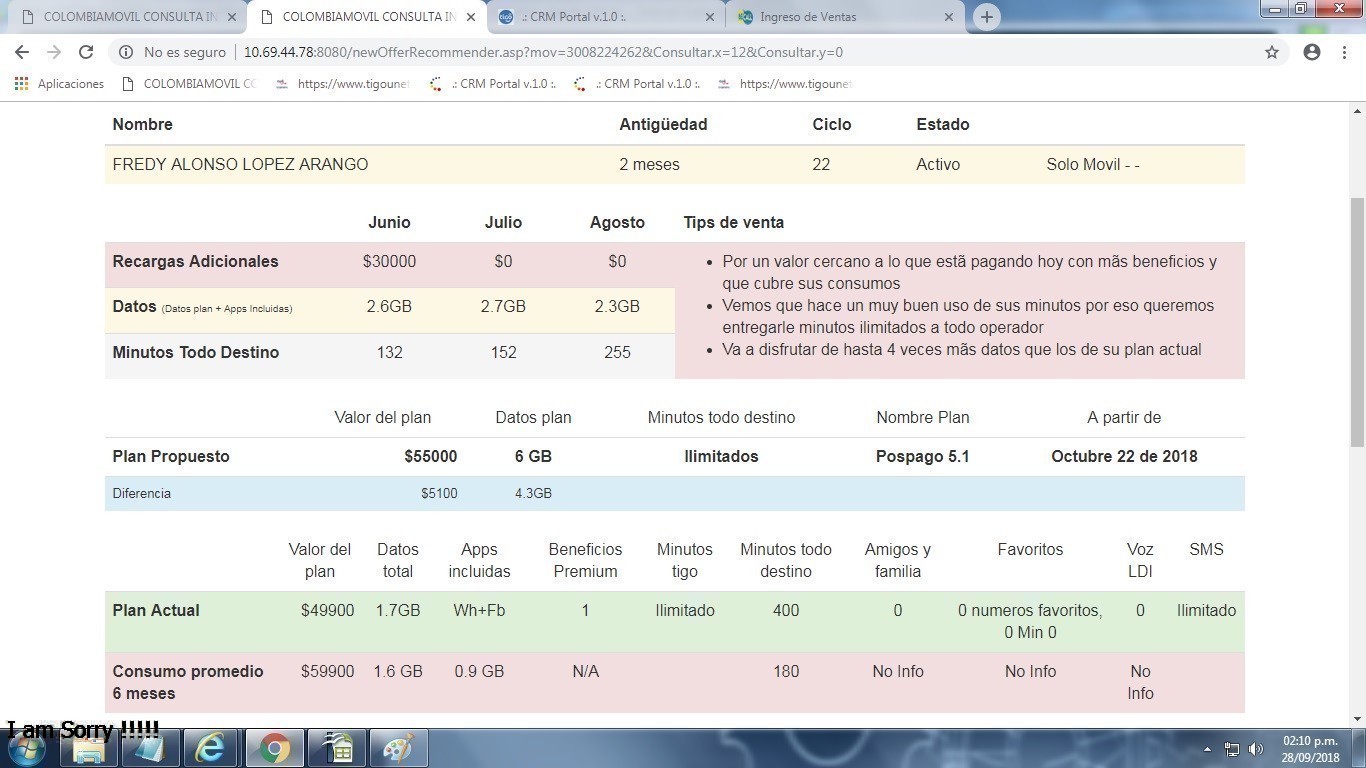 COLOMBIAMOVIL CONSULTA IN
COLOMBIAMOVIL CONSULTA IN
.: CRM Portal v.1.0 :.
Ingreso de Ventas
No es seguro | 10.69.44.78:8080/newOfferRecommender.asp?mov=3008224262&Consultar.x=12&Consultar.y=0
Aplicaciones COLOMBIAMOVIL CO https://www.tigoune .: CRM Portal v.1.0 :. .: CRM Portal v.1.0 :. https://www.tigoune
Nombre Antigüedad Ciclo Estado
FREDY ALONSO LOPEZ ARANGO 2 meses 22 Activo Solo Movil - -
Junio Julio Agosto Tips de venta
Recargas Adicionales $30000 $0 $0
Datos (Datos plan + Apps Incluidas) 2.6GB 2.7GB 2.3GB
Minutos Todo Destino 132 152 255
• Por un valor cercano a lo que estã pagando hoy con mãs beneficios y
que cubre sus consumos
• Vemos que hace un muy buen uso de sus minutos por eso queremos
entregarle minutos ilimitados a todo operador
• Va a disfrutar de hasta 4 veces mãs datos que los de su plan actual
Valor del plan Datos plan Minutos todo destino Nombre Plan A partir de
Plan Propuesto $55000 6 GB Ilimitados Pospago 5.1 Octubre 22 de 2018
Diferencia $5100 4.3GB
Valor del Datos Apps Beneficios Minutos Minutos todo Amigos y Favoritos Voz SMS
plan total incluidas Premium tigo destino familia LDI
Plan Actual $49900 1.7GB Wh+Fb 1 Ilimitado 400 0 0 numeros favoritos, 0 Ilimitado
0 Min 0
Consumo promedio $59900 1.6 GB 0.9 GB N/A 180 No Info No Info No
6 meses Info
I am Sorry !!!!!
02:10 p.m.
28/09/2018